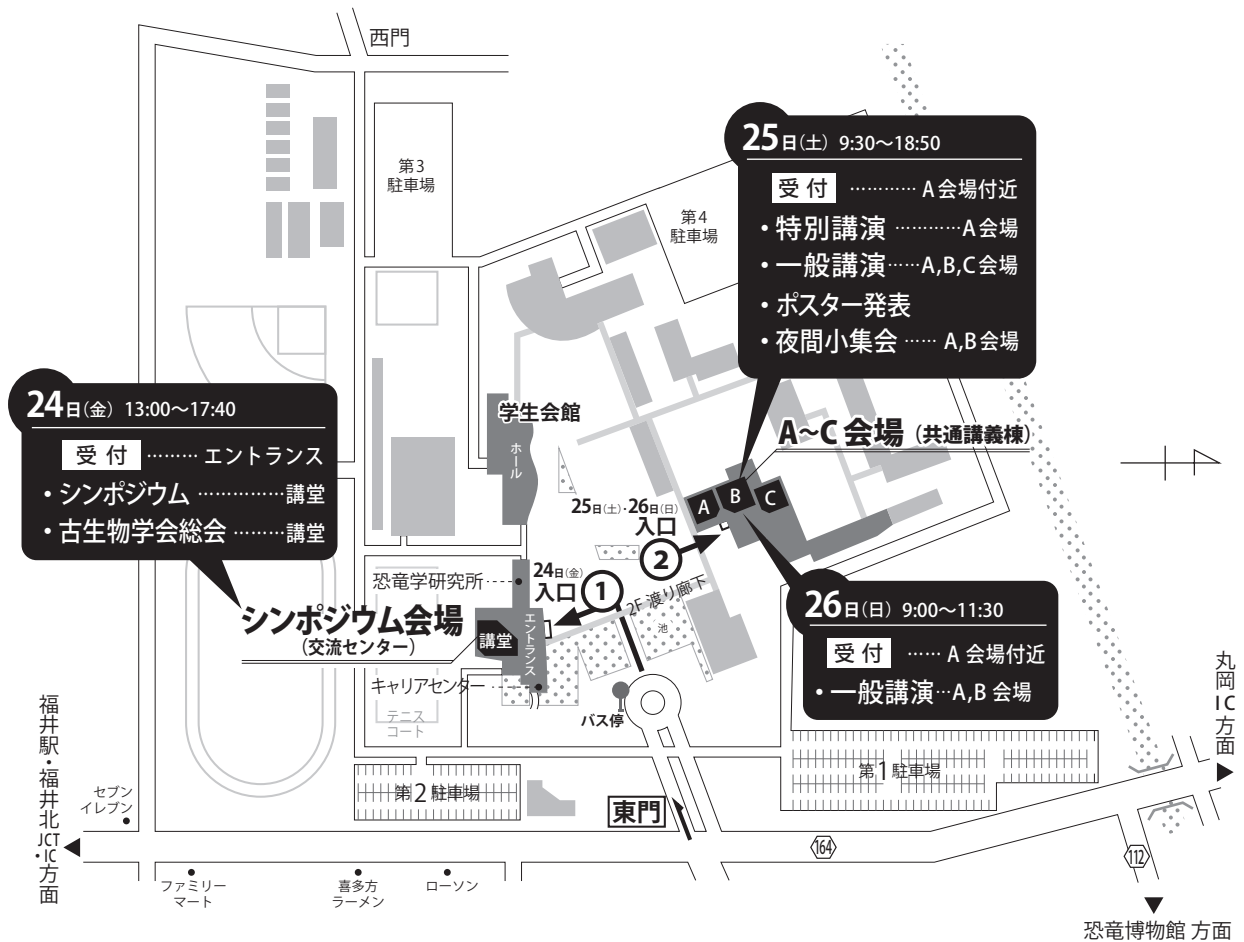 西門
第3
駐車場
第4
駐車場
25日(土) 9:30～18:50
受付 ………… A会場付近
・特別講演 …………A会場
・一般講演……A,B,C会場
・ポスター発表
・夜間小集会 …… A,B会場
24日(金) 13:00～17:40
受付 ……… エントランス
・シンポジウム ……………講堂
・古生物学会総会 ………講堂
学生会館
ホール
A～C会場 (共通講義棟)
A
B
C
25日(土)・26日(日)
入口
②
恐竜学研究所
24日(金)
入口
①
2F 渡り廊下
池
シンポジウム会場
(交流センター)
講堂
エントランス
キャリアセンター
テニス
コート
バス停
26日(日) 9:00～11:30
受付 …… A 会場付近
・一般講演…A,B 会場
丸岡IC方面
福井駅・福井北JCT・IC方面
セブン
イレブン
第2駐車場
第1駐車場
東門
164
112
ファミリー
マート
喜多方
ラーメン
ローソン
恐竜博物館 方面